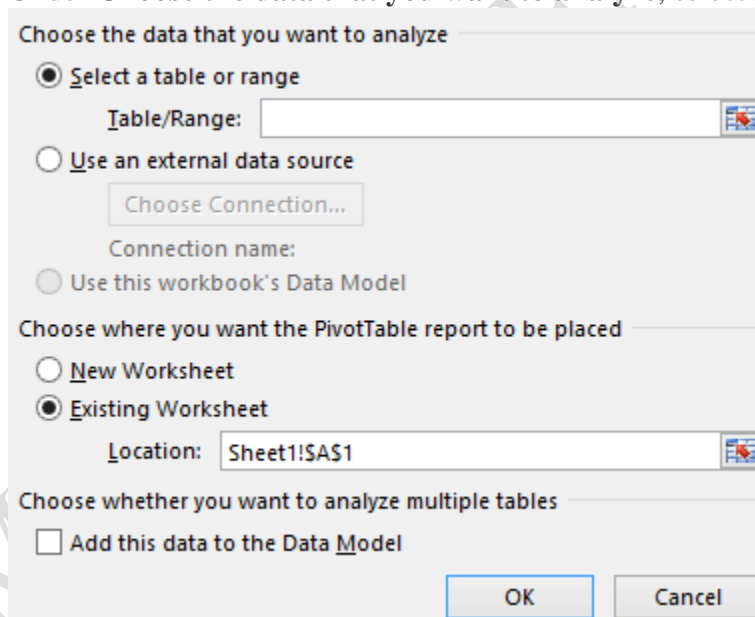 Choose the data that you want to analyze
Select a table or range
Table/Range:
Use an external data source
Choose Connection...
Connection name:
Use this workbook's Data Model
Choose where you want the PivotTable report to be placed
New Worksheet
Existing Worksheet
Location: Sheet1!$A$1
Choose whether you want to analyze multiple tables
Add this data to the Data Model
OK Cancel